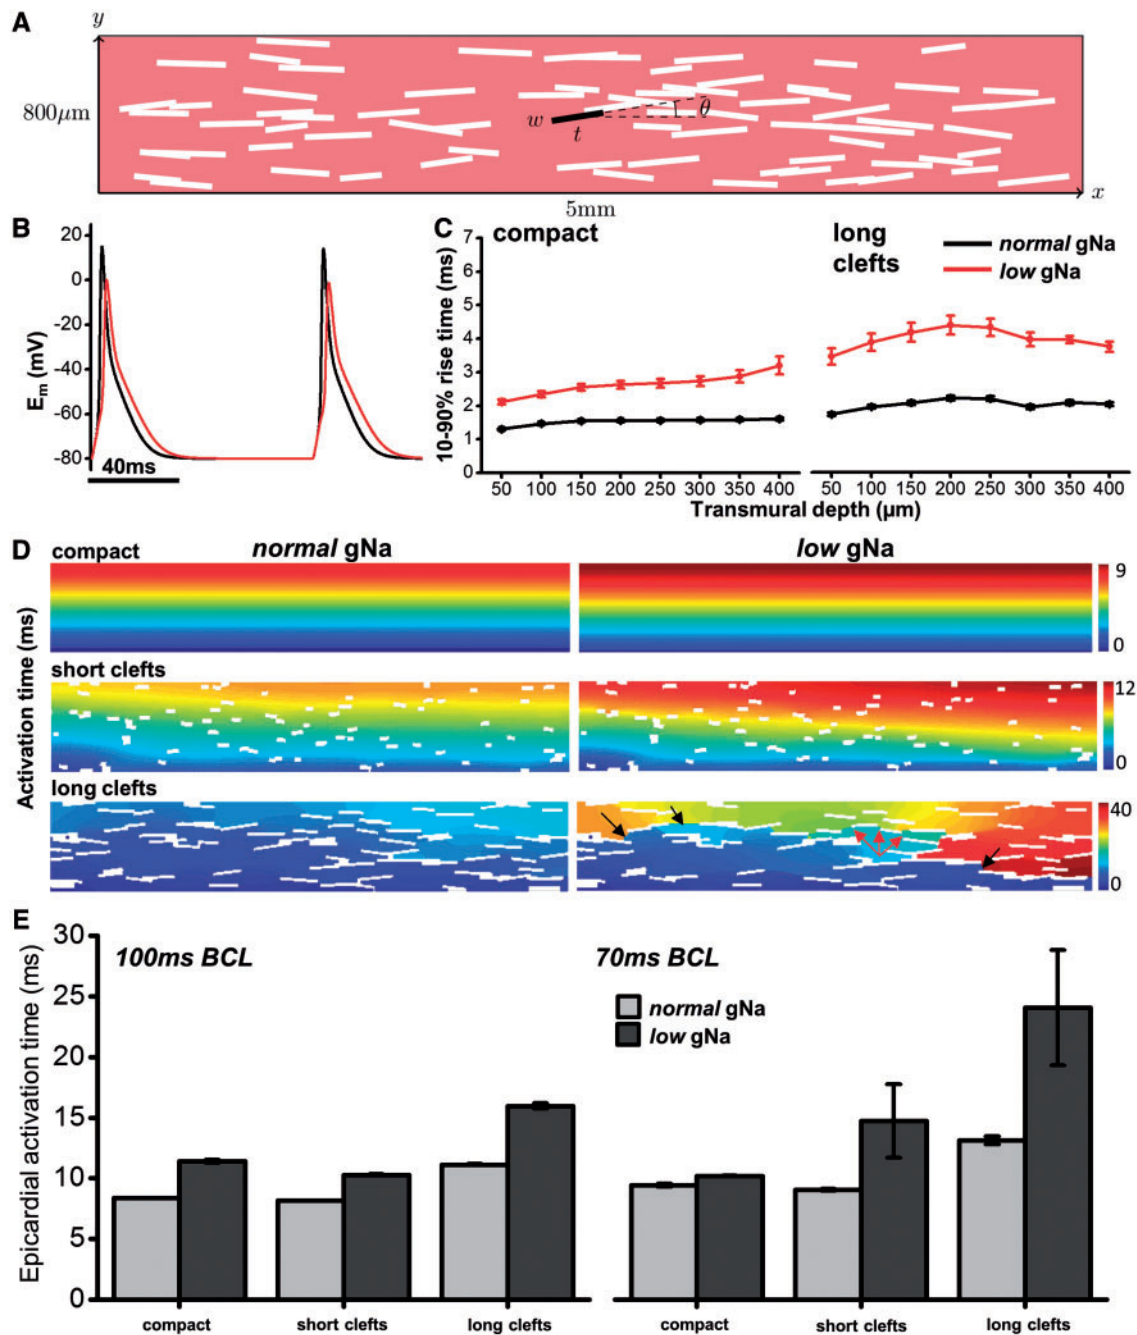 A
y
800μm
w
t
θ
5mm
x
B
20
0
-20
-40
-60
-80
Em (mV)
40ms
C
compact
long
clefts
normal gNa
low gNa
7
6
5
4
3
2
1
0
10-90% rise time (ms)
50 100 150 200 250 300 350 400
50 100 150 200 250 300 350 400
Transmural depth (μm)
D
normal gNa
low gNa
Activation time (ms)
compact
9
0
short clefts
12
0
long clefts
40
0
E
30
25
20
15
10
5
0
Epicardial activation time (ms)
100ms BCL
70ms BCL
normal gNa
low gNa
compact short clefts long clefts
compact short clefts long clefts